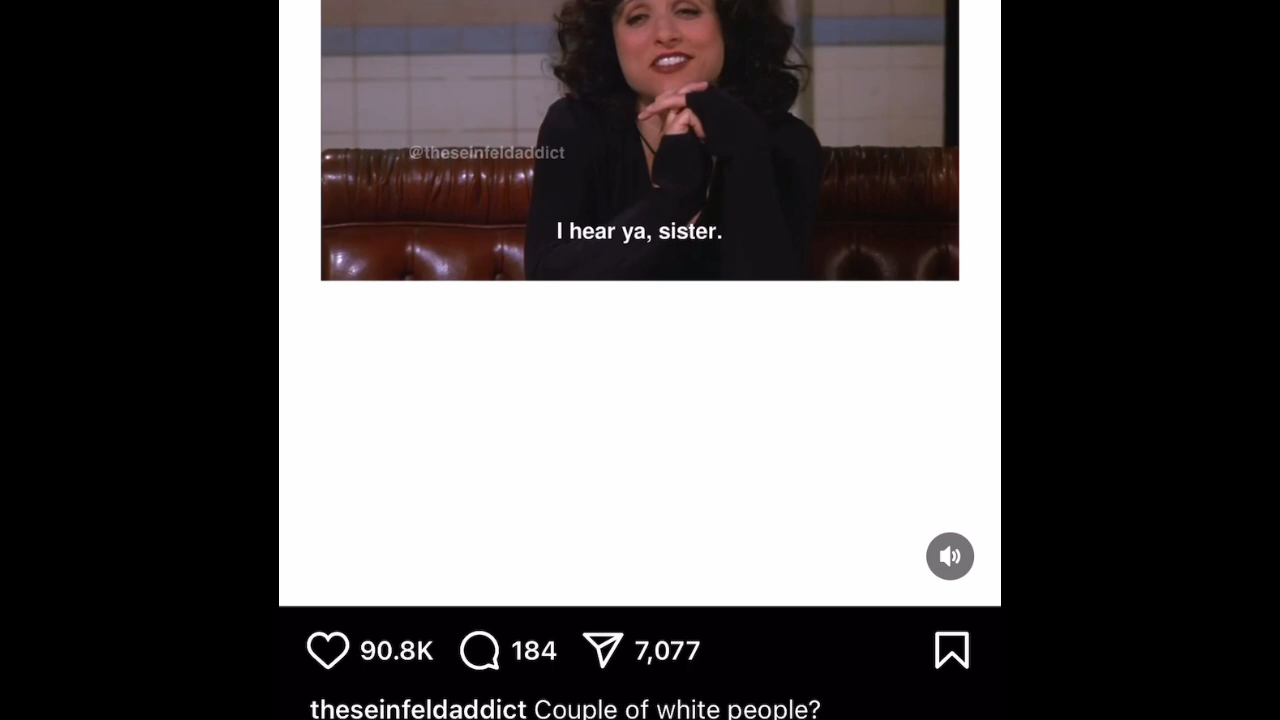 @theseinfeldaddict
I hear ya, sister.
90.8K 184 7,077
theseinfeldaddict Couple of white people?